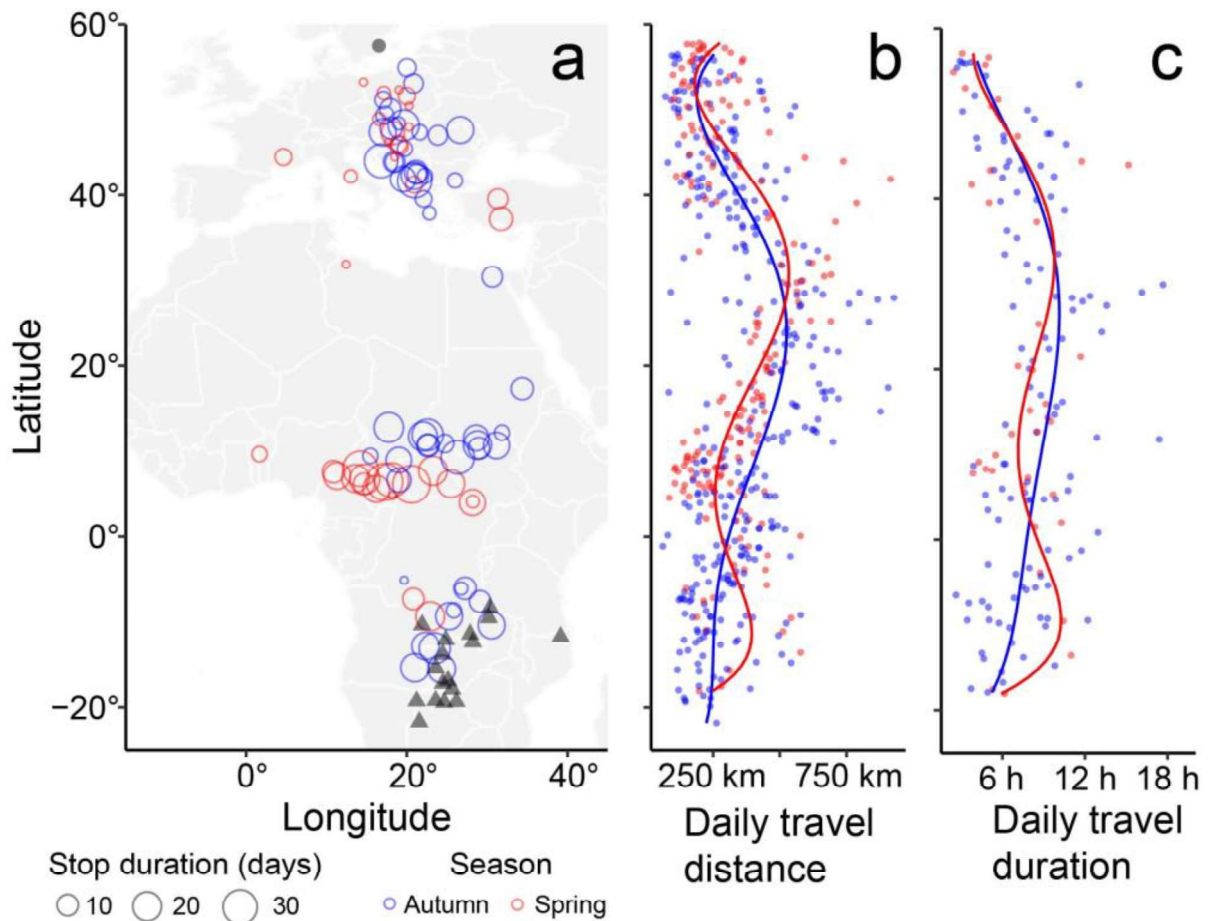 60°
40°
20°
0°
−20°
Latitude
a
0° 20° 40°
Longitude
b
250 km 750 km
Daily travel
distance
c
6 h 12 h 18 h
Daily travel
duration
Stop duration (days)
10 20 30
Season
Autumn Spring